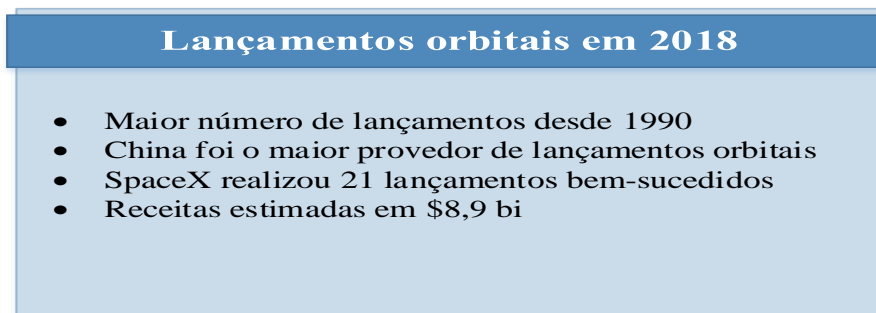 Lançamentos orbitais em 2018
• Maior número de lançamentos desde 1990
• China foi o maior provedor de lançamentos orbitais
• SpaceX realizou 21 lançamentos bem-sucedidos
• Receitas estimadas em $8,9 bi